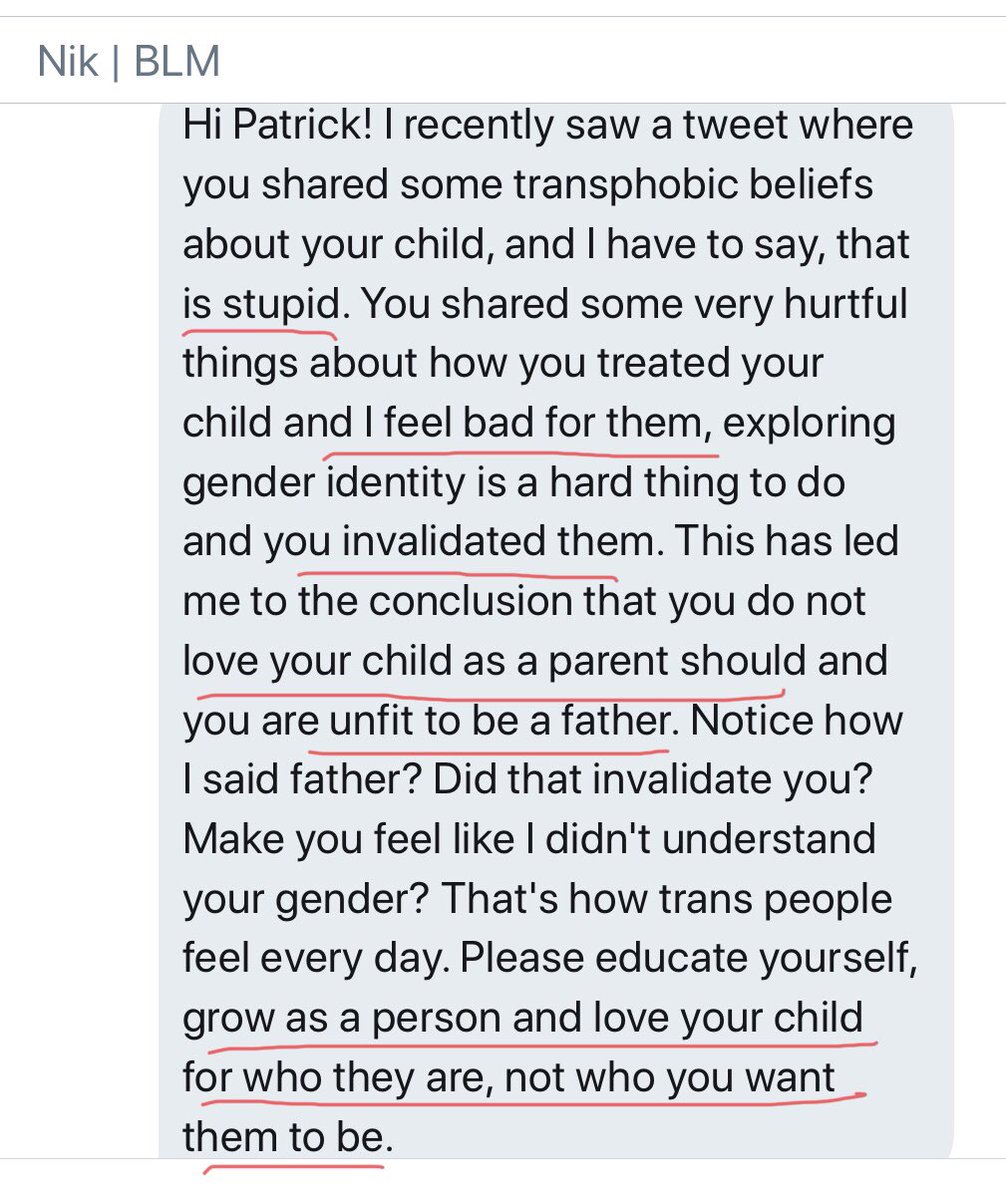 Nik | BLM
Hi Patrick! I recently saw a tweet where
you shared some transphobic beliefs
about your child, and I have to say, that
is stupid. You shared some very hurtful
things about how you treated your
child and I feel bad for them, exploring
gender identity is a hard thing to do
and you invalidated them. This has led
me to the conclusion that you do not
love your child as a parent should and
you are unfit to be a father. Notice how
I said father? Did that invalidate you?
Make you feel like I didn't understand
your gender? That's how trans people
feel every day. Please educate yourself,
grow as a person and love your child
for who they are, not who you want
them to be.